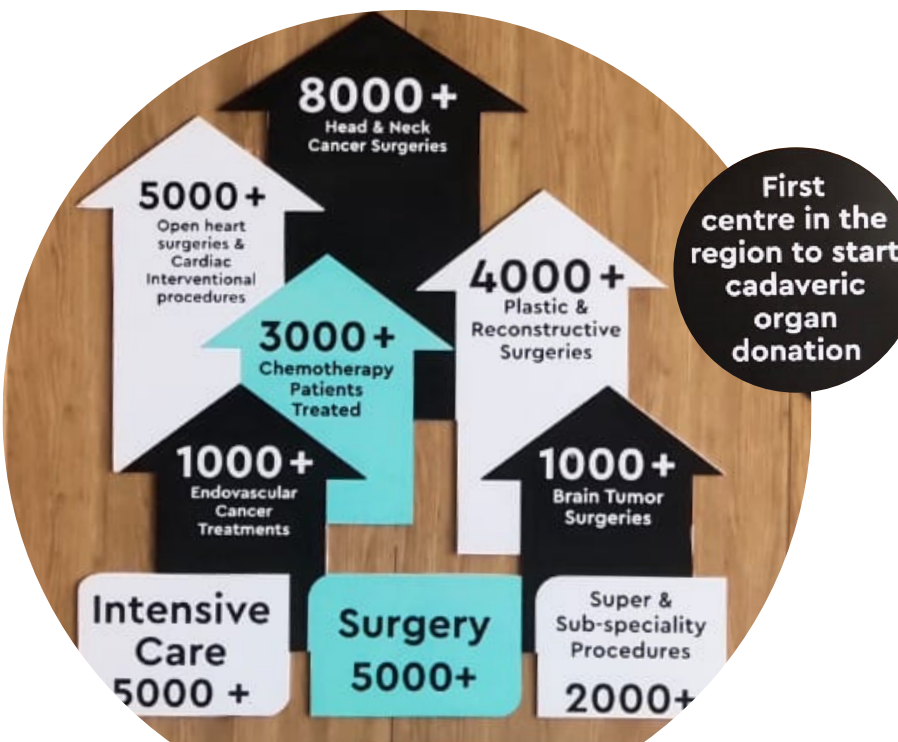 8000+
Head & Neck
Cancer Surgeries
5000+
Open heart
surgeries &
Cardiac
Interventional
procedures
4000+
Plastic &
Reconstructive
Surgeries
3000+
Chemotherapy
Patients
Treated
1000+
Endovascular
Cancer
Treatments
1000+
Brain Tumor
Surgeries
Intensive
Care
5000 +
Surgery
5000+
Super &
Sub-speciality
Procedures
2000+
First
centre in the
region to start
cadaveric
organ
donation